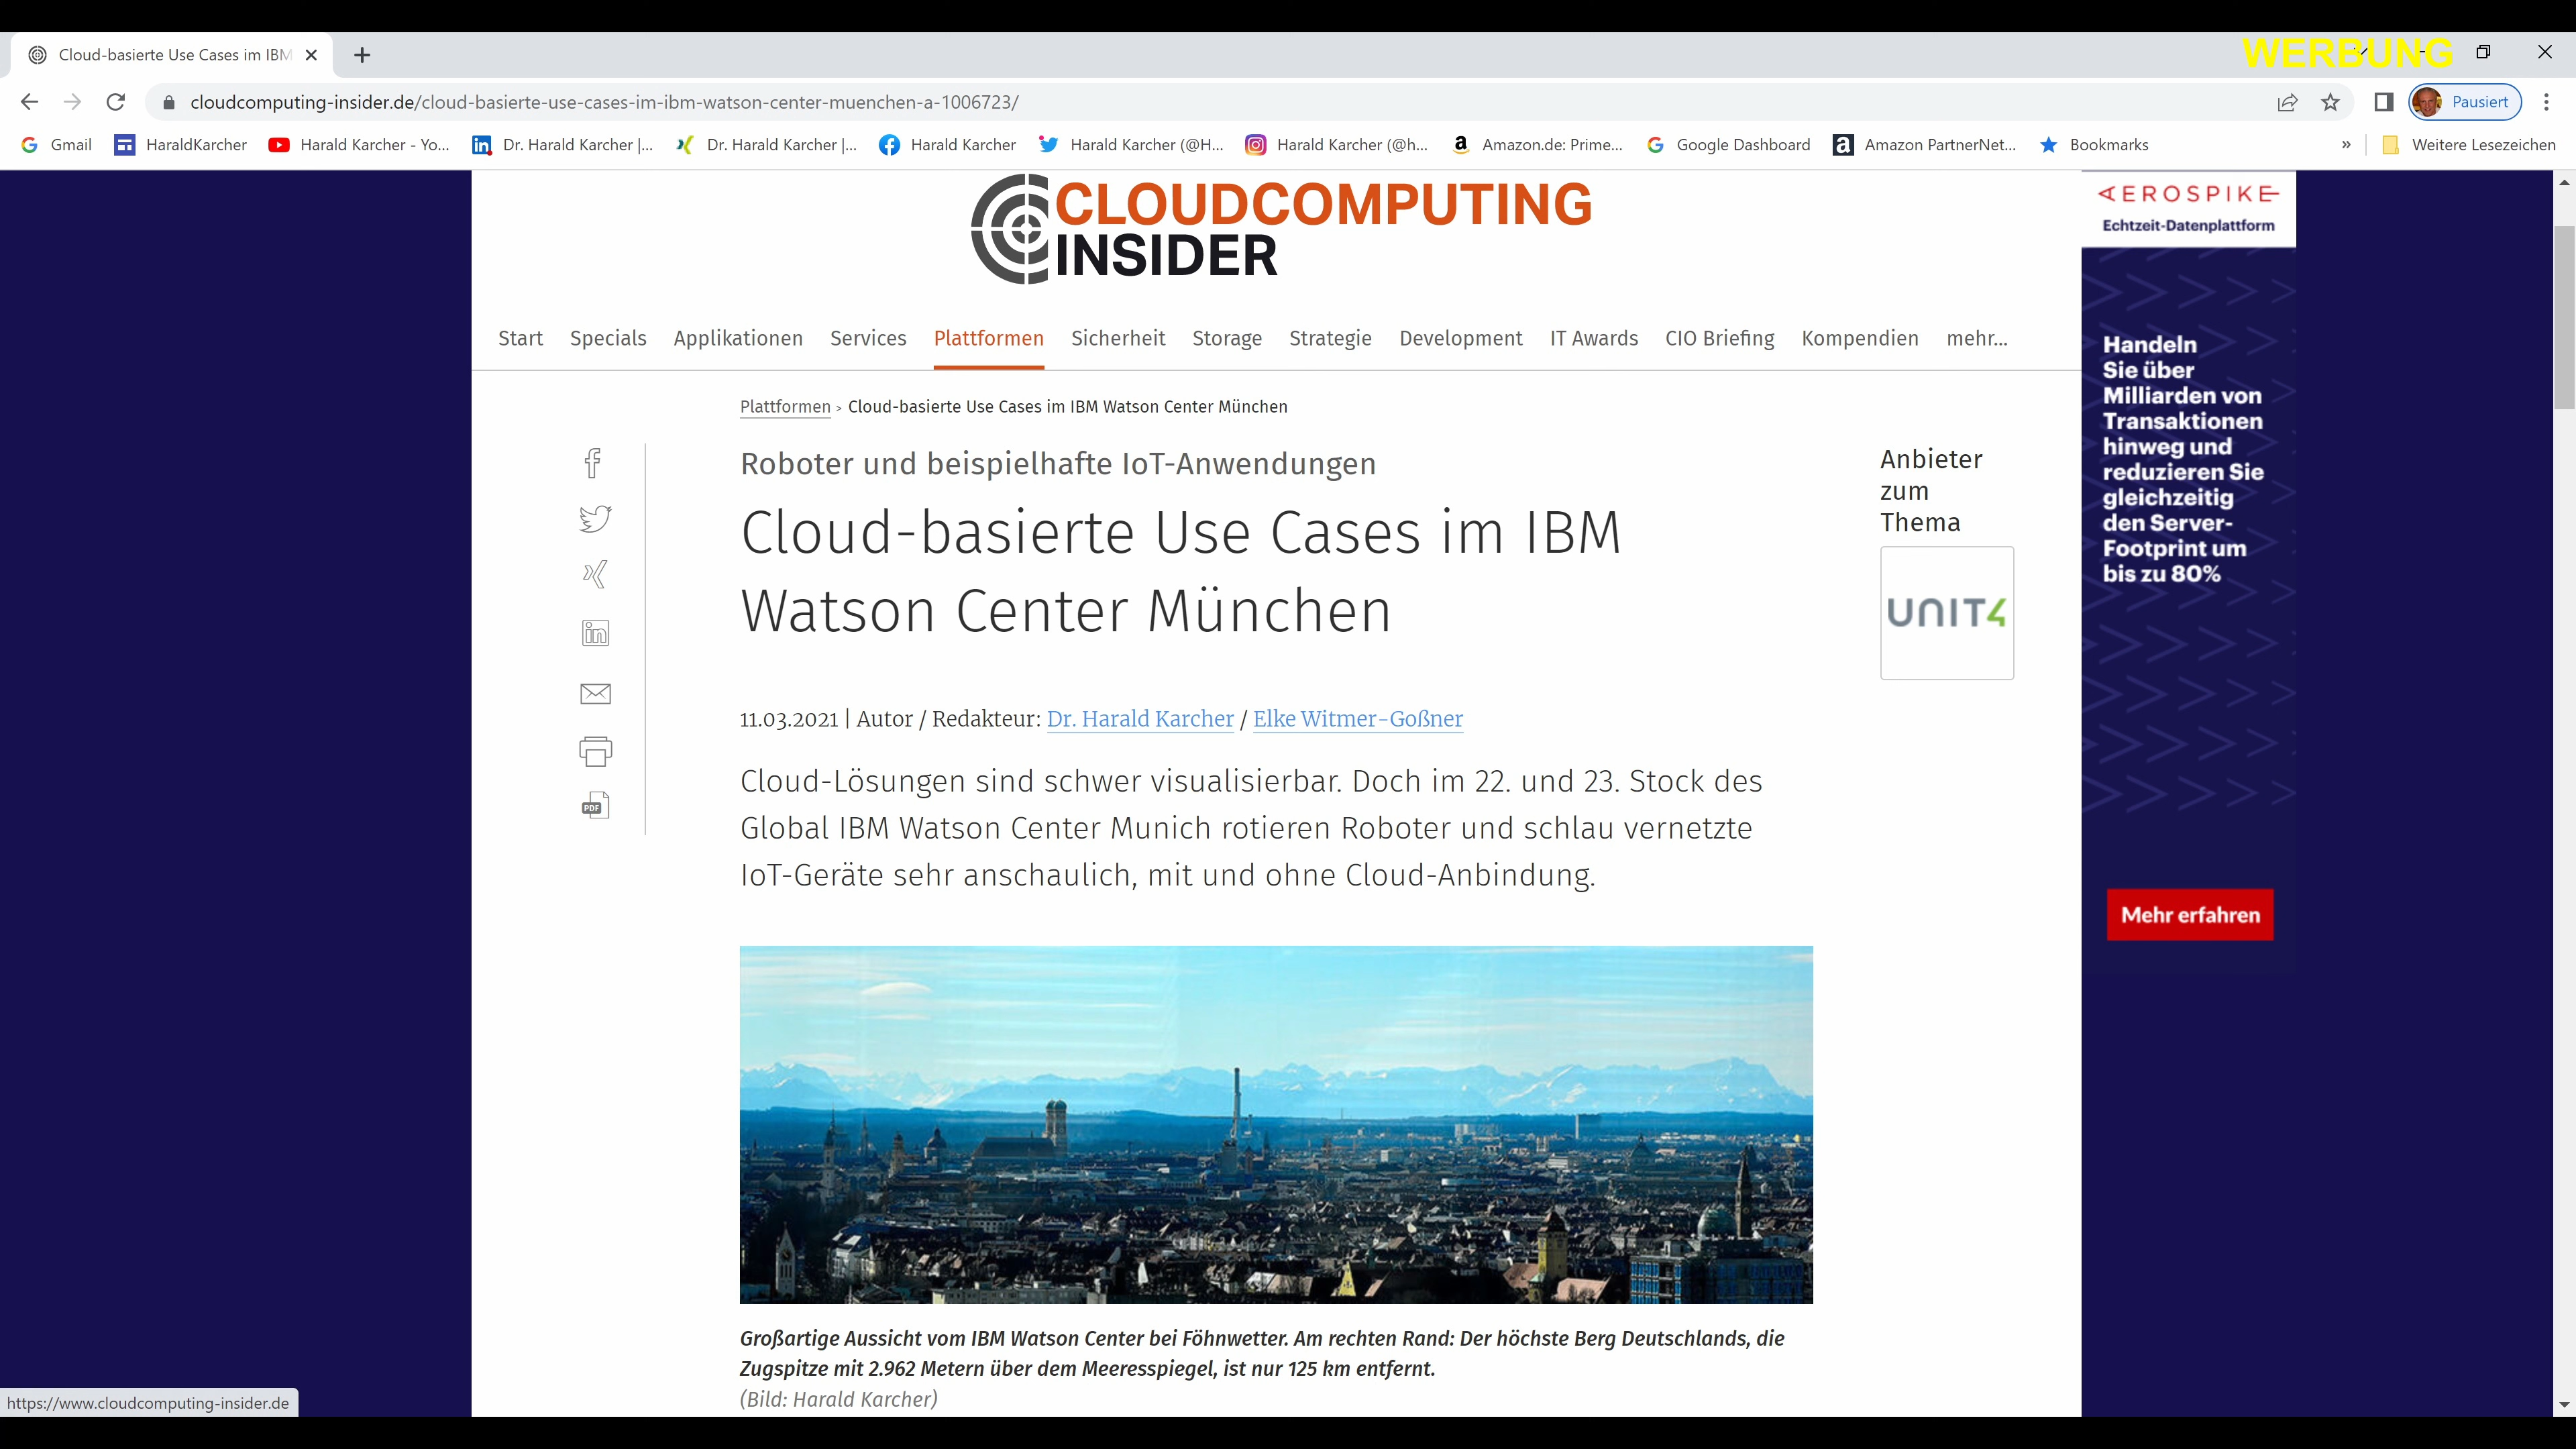 Cloud-basierte Use Cases im IBM
WERBUNG
cloudcomputing-insider.de/cloud-basierte-use-cases-im-ibm-watson-center-muenchen-a-1006723/
Pausiert
Gmail
HaraldKarcher
Harald Karcher - Yo...
Dr. Harald Karcher |...
Dr. Harald Karcher |...
Harald Karcher
Harald Karcher (@H...
Harald Karcher (@h...
Amazon.de: Prime...
Google Dashboard
Amazon PartnerNet...
Bookmarks
»
Weitere Lesezeichen
CLOUDCOMPUTING
INSIDER
Start Specials Applikationen Services Plattformen Sicherheit Storage Strategie Development IT Awards CIO Briefing Kompendien mehr...
Plattformen > Cloud-basierte Use Cases im IBM Watson Center München
Roboter und beispielhafte IoT-Anwendungen
Cloud-basierte Use Cases im IBM
Watson Center München
11.03.2021 | Autor / Redakteur: Dr. Harald Karcher / Elke Witmer-Goßner
Cloud-Lösungen sind schwer visualisierbar. Doch im 22. und 23. Stock des
Global IBM Watson Center Munich rotieren Roboter und schlau vernetzte
IoT-Geräte sehr anschaulich, mit und ohne Cloud-Anbindung.
PDF
Großartige Aussicht vom IBM Watson Center bei Föhnwetter. Am rechten Rand: Der höchste Berg Deutschlands, die
Zugspitze mit 2.962 Metern über dem Meeresspiegel, ist nur 125 km entfernt.
(Bild: Harald Karcher)
Anbieter
zum
Thema
UNIT4
AEROSPIKE
Echtzeit-Datenplattform
Handeln
Sie über
Milliarden von
Transaktionen
hinweg und
reduzieren Sie
gleichzeitig
den Server-
Footprint um
bis zu 80%
Mehr erfahren
https://www.cloudcomputing-insider.de